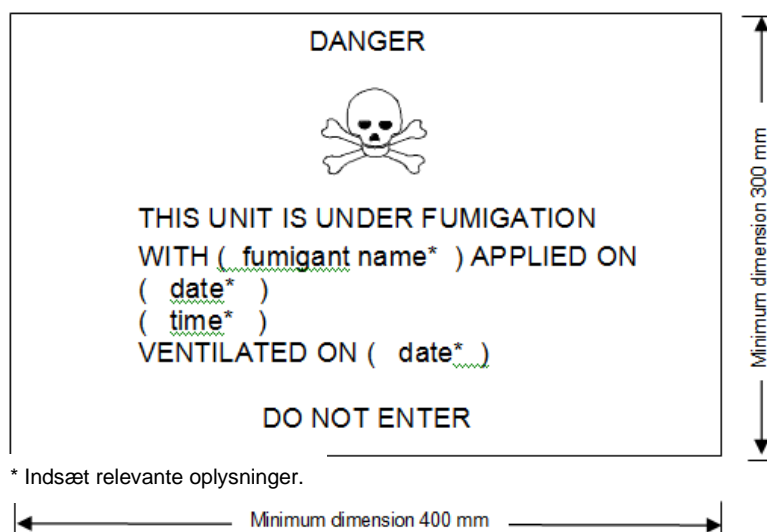 DANGER
THIS UNIT IS UNDER FUMIGATION
WITH ( fumigant name* ) APPLIED ON
( date* )
( time* )
VENTILATED ON ( date* )
DO NOT ENTER
* Indsæt relevante oplysninger.
Minimum dimension 400 mm
Minimum dimension 300 mm